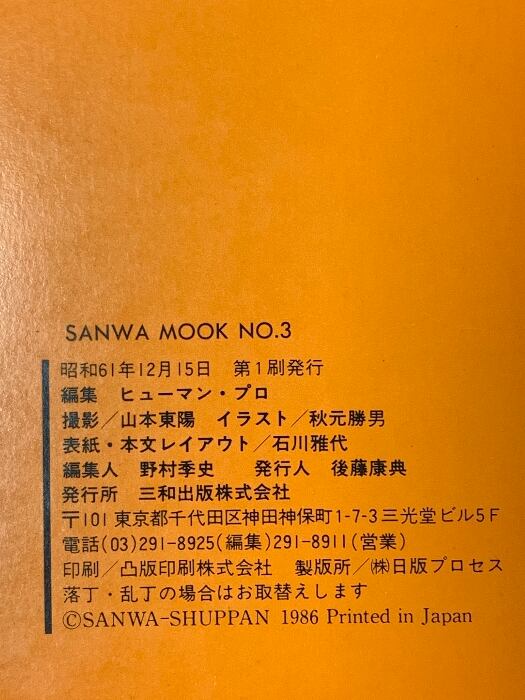 SANWA MOOK NO.3
昭和61年12月15日　第1刷発行
編集　ヒューマン・プロ
撮影／山本東陽　イラスト／秋元勝男
表紙・本文レイアウト／石川雅代
編集人　野村季史　　発行人　後藤康典
発行所　三和出版株式会社
〒101 東京都千代田区神田神保町1-7-3三光堂ビル5F
電話(03)291-8925(編集)291-8911(営業)
印刷／凸版印刷株式会社　製版所／㈱日版プロセス
落丁・乱丁の場合はお取替えします
©SANWA-SHUPPAN 1986 Printed in Japan